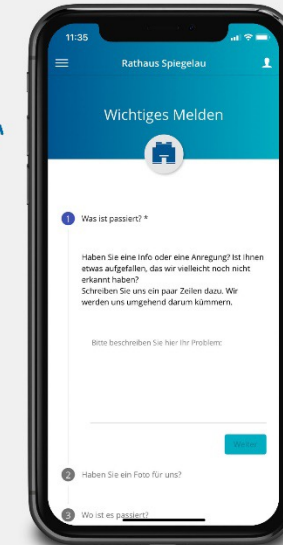 11:35
Rathaus Spiegelau
Wichtiges Melden
1 Was ist passiert? *
Haben Sie eine Info oder eine Anregung? Ist Ihnen
etwas aufgefallen, das wir vielleicht noch nicht
erkannt haben?
Schreiben Sie uns ein paar Zeilen dazu. Wir
werden uns umgehend darum kümmern.
Bitte beschreiben Sie hier Ihr Problem:
Weiter
2 Haben Sie ein Foto für uns?
3 Wo ist es passiert?